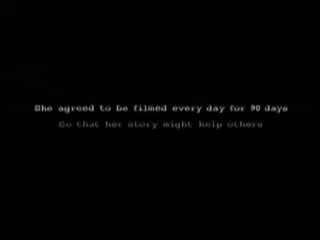 She agreed to be filmed every day for 90 days
So that her story might help others